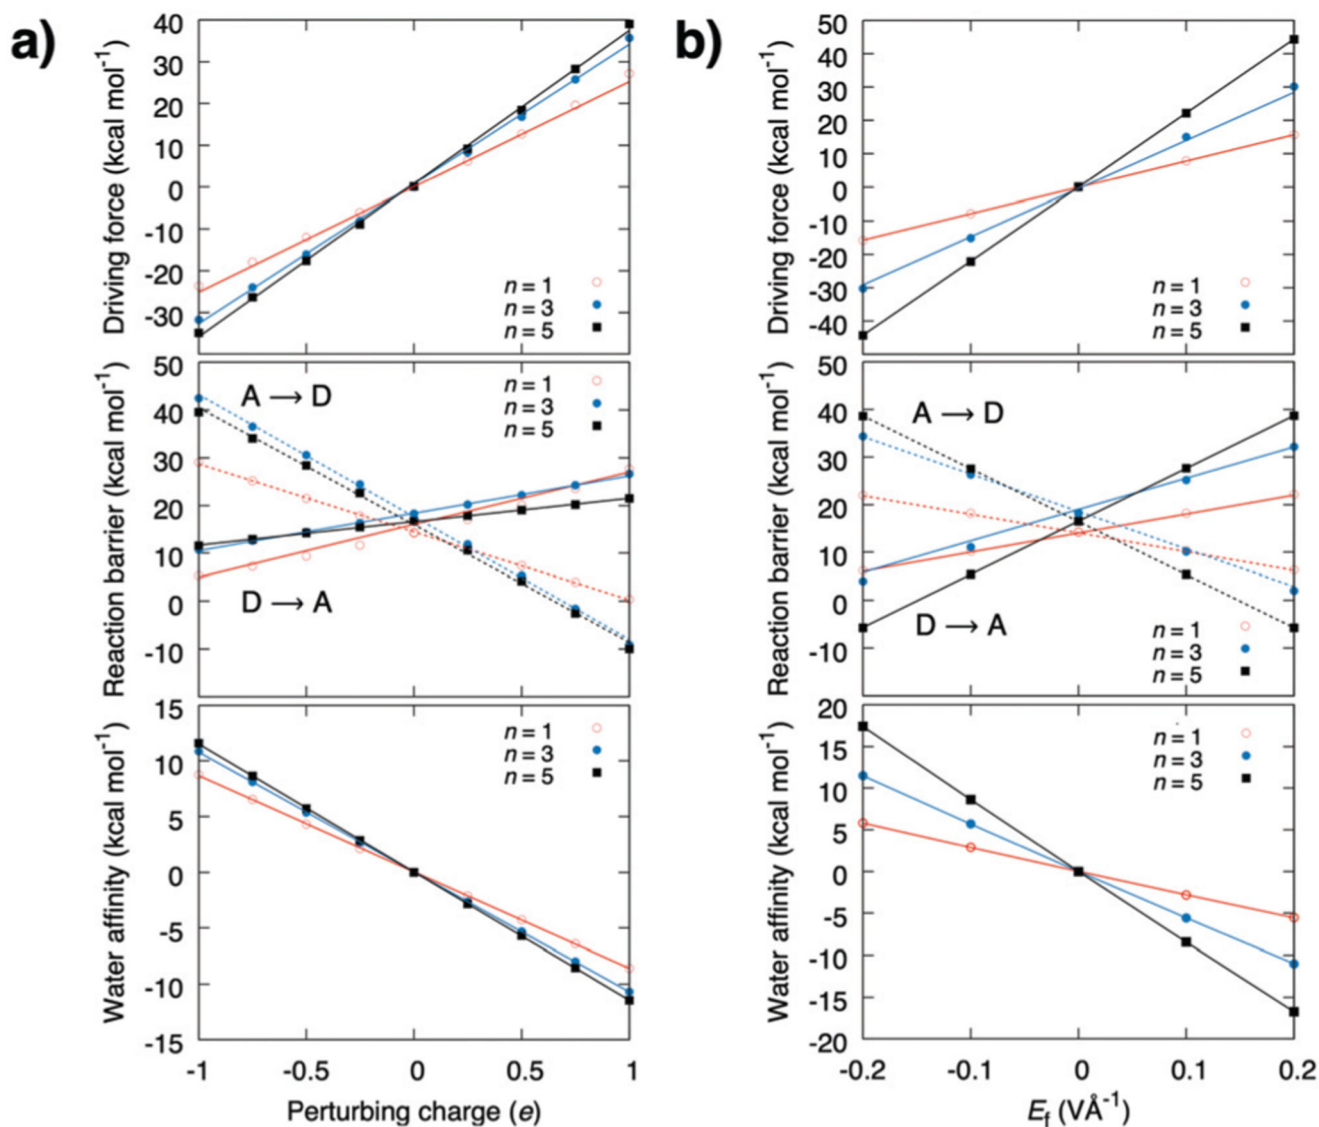 a)
Driving force (kcal mol⁻¹)
40
30
20
10
0
-10
-20
-30
n = 1
n = 3
n = 5
Reaction barrier (kcal mol⁻¹)
50
40
30
20
10
0
-10
A → D
D → A
n = 1
n = 3
n = 5
Water affinity (kcal mol⁻¹)
15
10
5
0
-5
-10
-15
n = 1
n = 3
n = 5
-1 -0.5 0 0.5 1
Perturbing charge (e)
b)
Driving force (kcal mol⁻¹)
50
40
30
20
10
0
-10
-20
-30
-40
n = 1
n = 3
n = 5
Reaction barrier (kcal mol⁻¹)
50
40
30
20
10
0
-10
A → D
D → A
n = 1
n = 3
n = 5
Water affinity (kcal mol⁻¹)
20
15
10
5
0
-5
-10
-15
-20
n = 1
n = 3
n = 5
-0.2 -0.1 0 0.1 0.2
E_f (VÅ⁻¹)